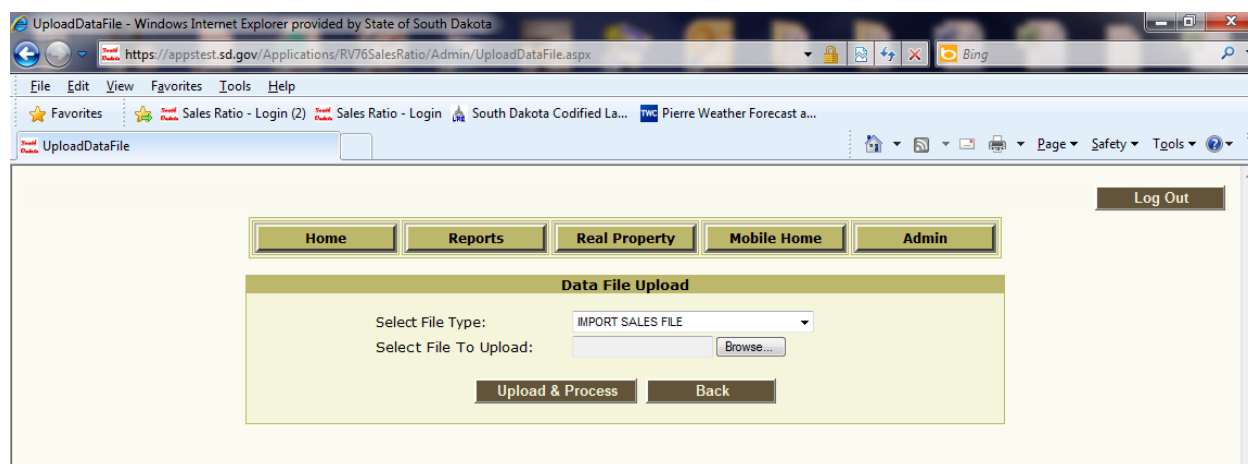 UploadDataFile - Windows Internet Explorer provided by State of South Dakota
https://appstest.sd.gov/Applications/RV76SalesRatio/Admin/UploadDataFile.aspx Bing
File Edit View Favorites Tools Help
Favorites Sales Ratio - Login (2) Sales Ratio - Login South Dakota Codified La... TWC Pierre Weather Forecast a...
UploadDataFile Page Safety Tools
Log Out
Home Reports Real Property Mobile Home Admin
Data File Upload
Select File Type: IMPORT SALES FILE
Select File To Upload: Browse...
Upload & Process Back